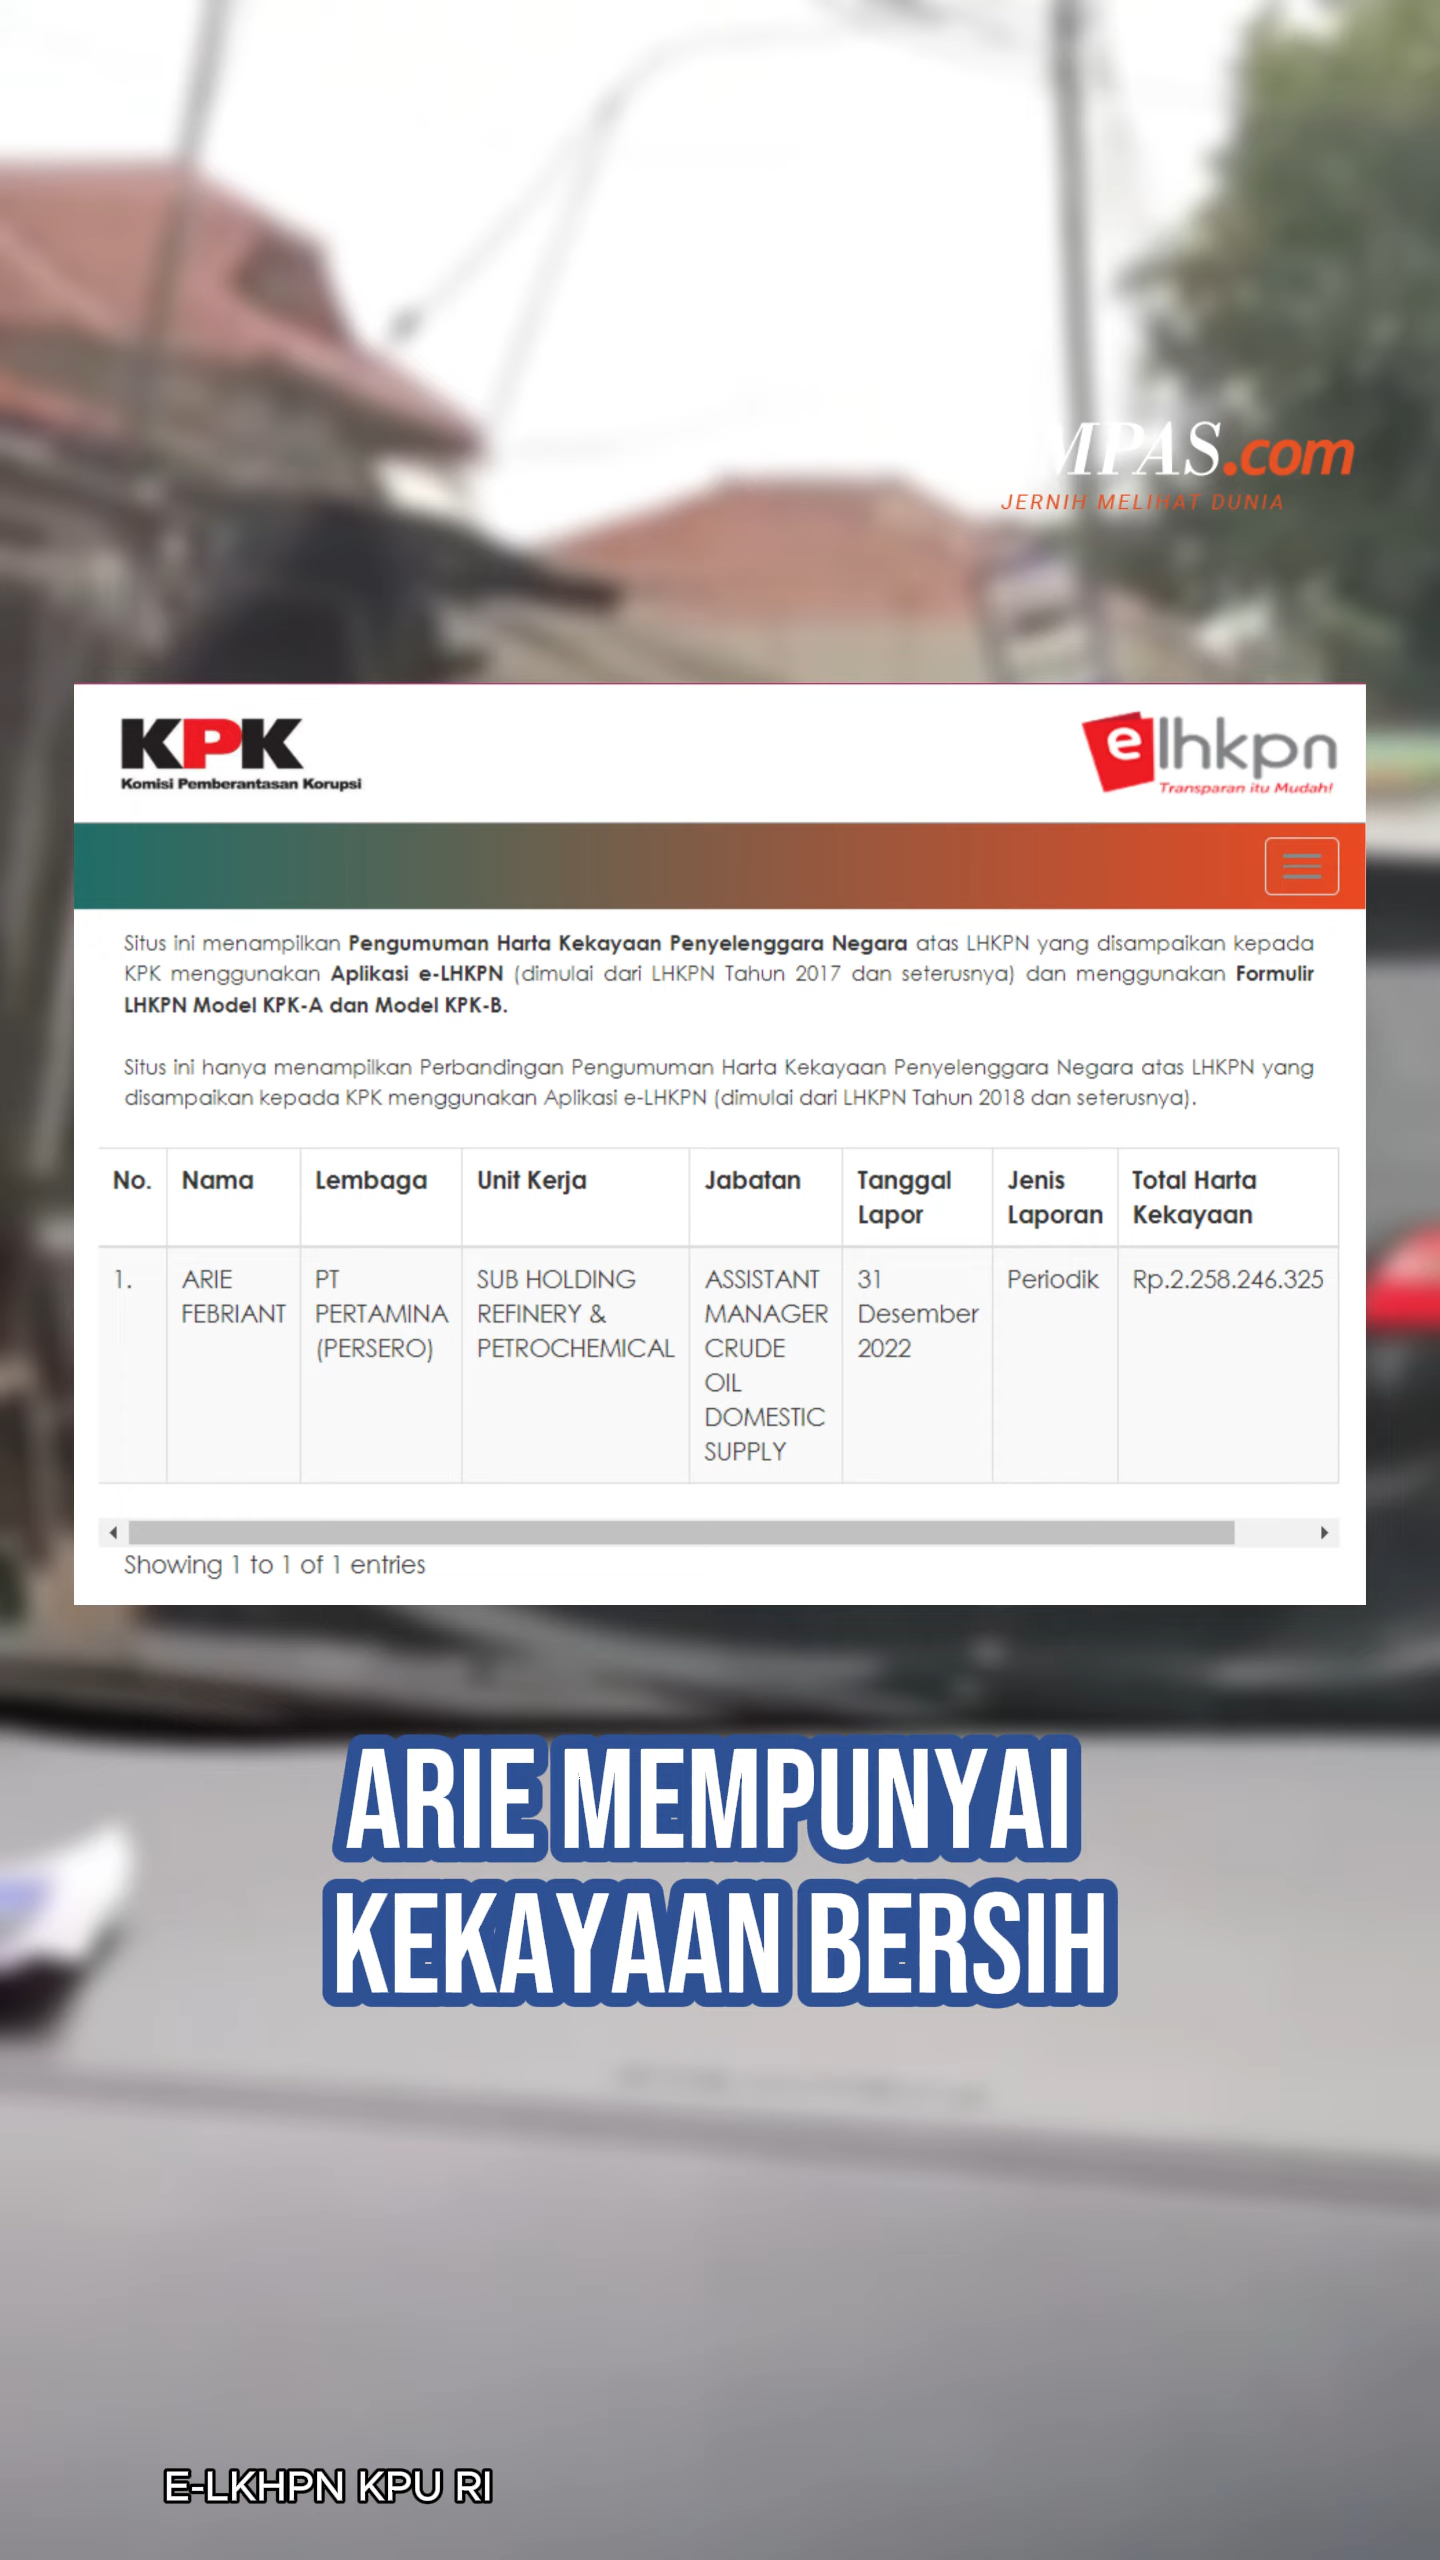 MPAS.com
JERNIH MELIHAT DUNIA
KPK
Komisi Pemberantasan Korupsi
elhkpn
Transparan itu Mudah!
Situs ini menampilkan Pengumuman Harta Kekayaan Penyelenggara Negara atas LHKPN yang disampaikan kepada
KPK menggunakan Aplikasi e-LHKPN (dimulai dari LHKPN Tahun 2017 dan seterusnya) dan menggunakan Formulir
LHKPN Model KPK-A dan Model KPK-B.
Situs ini hanya menampilkan Perbandingan Pengumuman Harta Kekayaan Penyelenggara Negara atas LHKPN yang
disampaikan kepada KPK menggunakan Aplikasi e-LHKPN (dimulai dari LHKPN Tahun 2018 dan seterusnya).
No. Nama Lembaga Unit Kerja Jabatan Tanggal Jenis Total Harta
Lapor Laporan Kekayaan
1. ARIE PT SUB HOLDING ASSISTANT 31 Periodik Rp.2.258.246.325
FEBRIANT PERTAMINA REFINERY & MANAGER Desember
(PERSERO) PETROCHEMICAL CRUDE 2022
OIL
DOMESTIC
SUPPLY
Showing 1 to 1 of 1 entries
ARIE MEMPUNYAI
KEKAYAAN BERSIH
E-LKHPN KPU RI